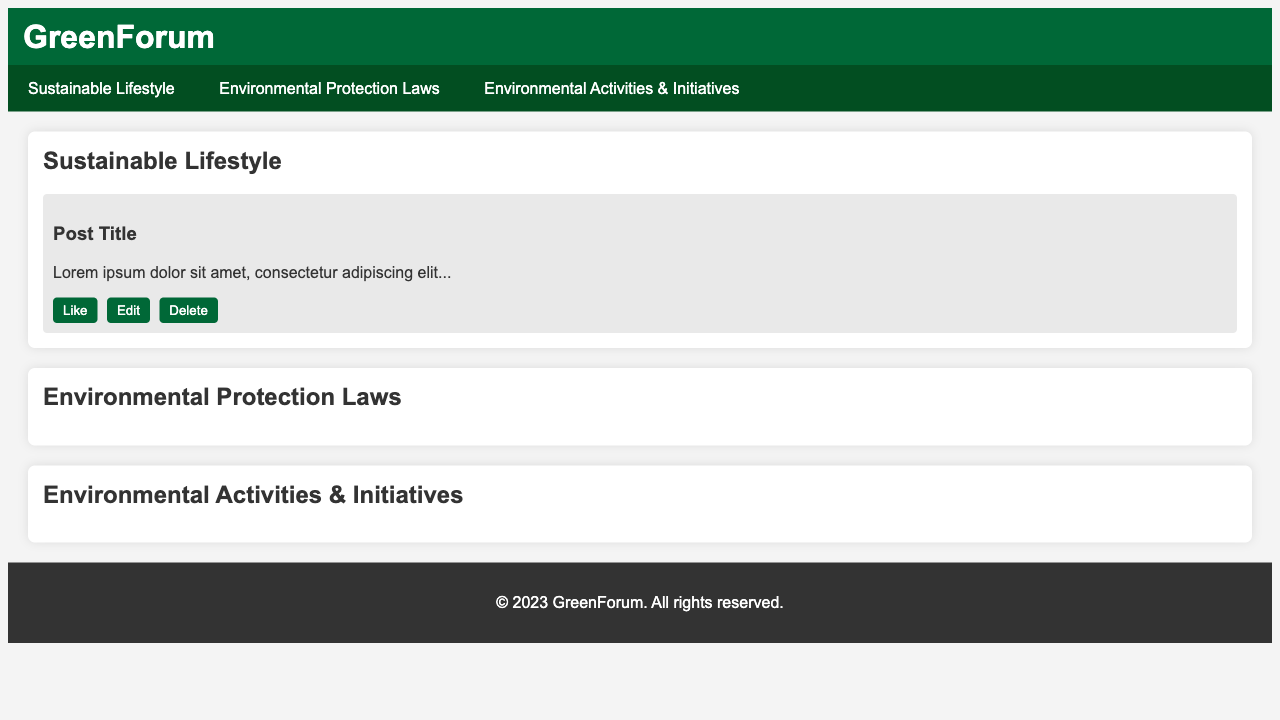 GreenForum
Sustainable Lifestyle Environmental Protection Laws Environmental Activities & Initiatives
Sustainable Lifestyle
Post Title
Lorem ipsum dolor sit amet, consectetur adipiscing elit...
Like Edit Delete
Environmental Protection Laws
Environmental Activities & Initiatives
© 2023 GreenForum. All rights reserved.